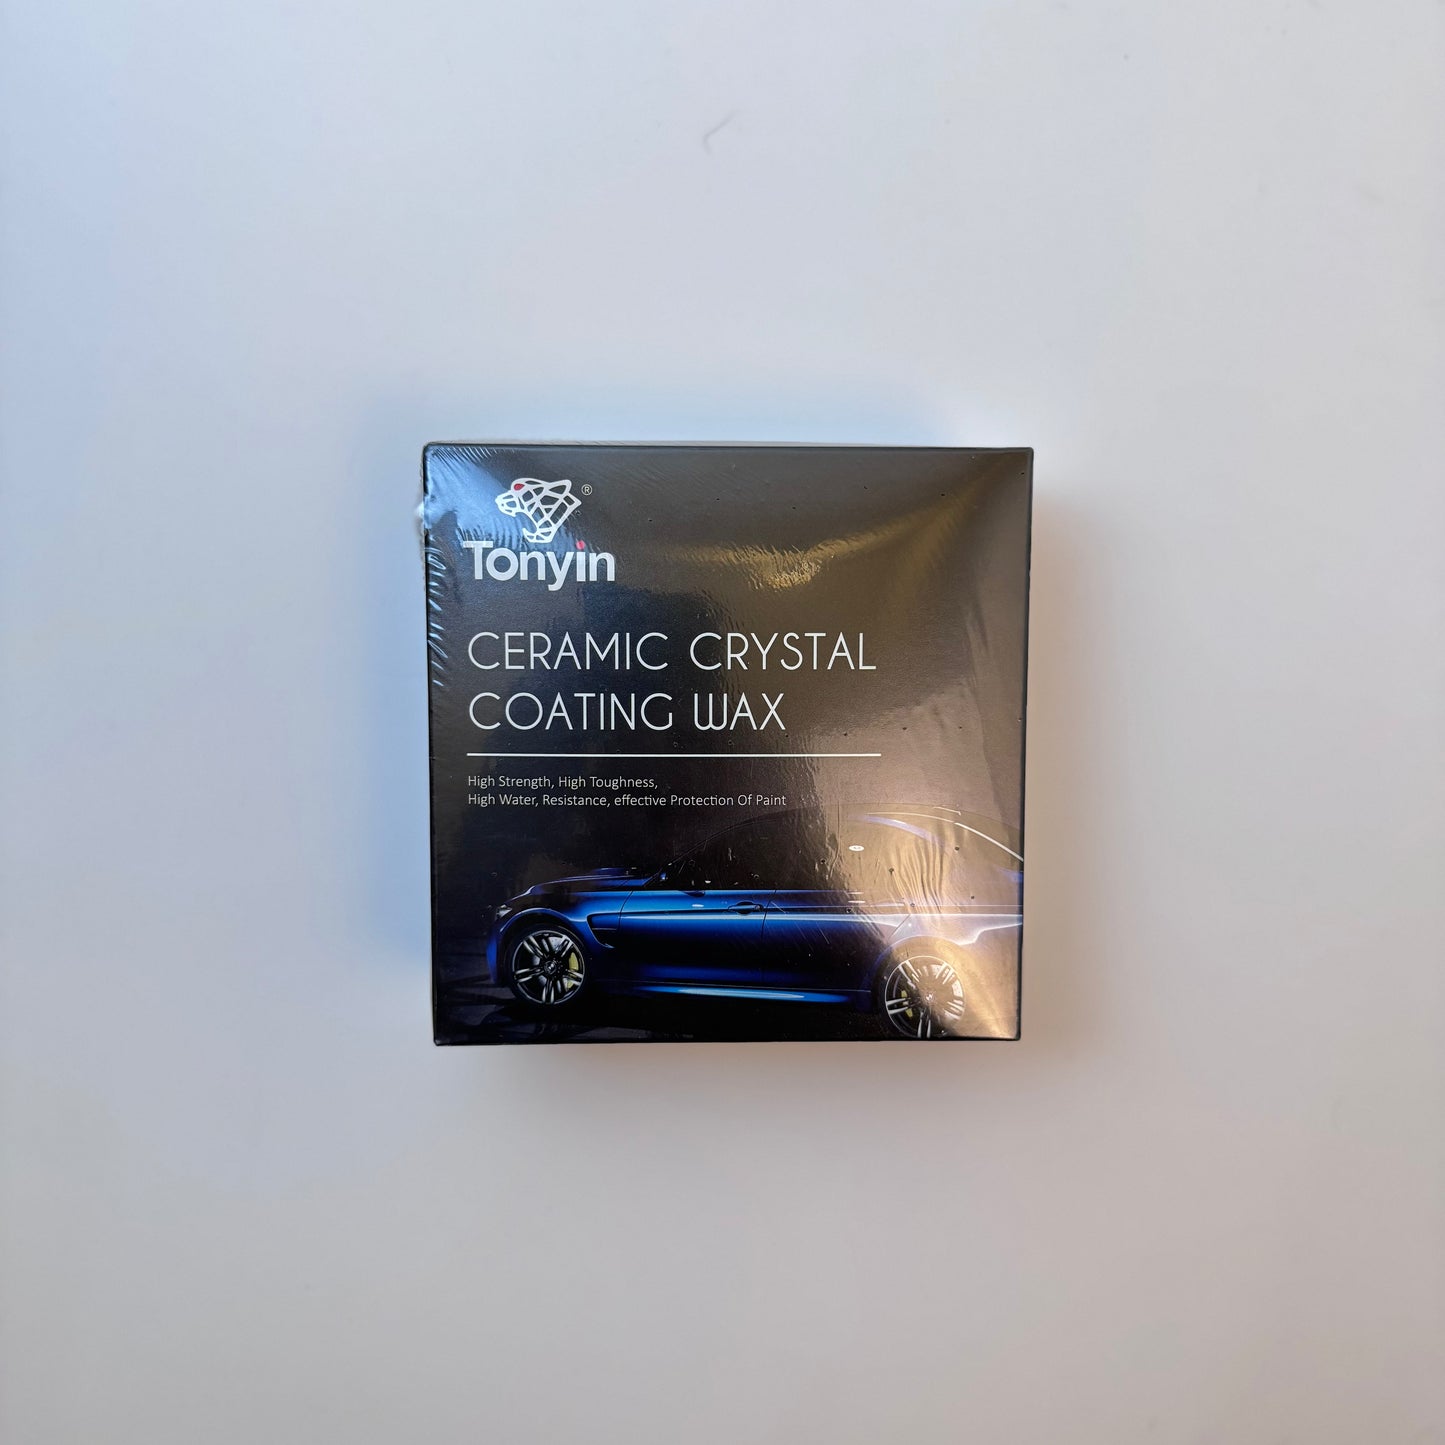 ®
Tonyin
CERAMIC CRYSTAL
COATING WAX
High Strength, High Toughness,
High Water, Resistance, effective Protection Of Paint